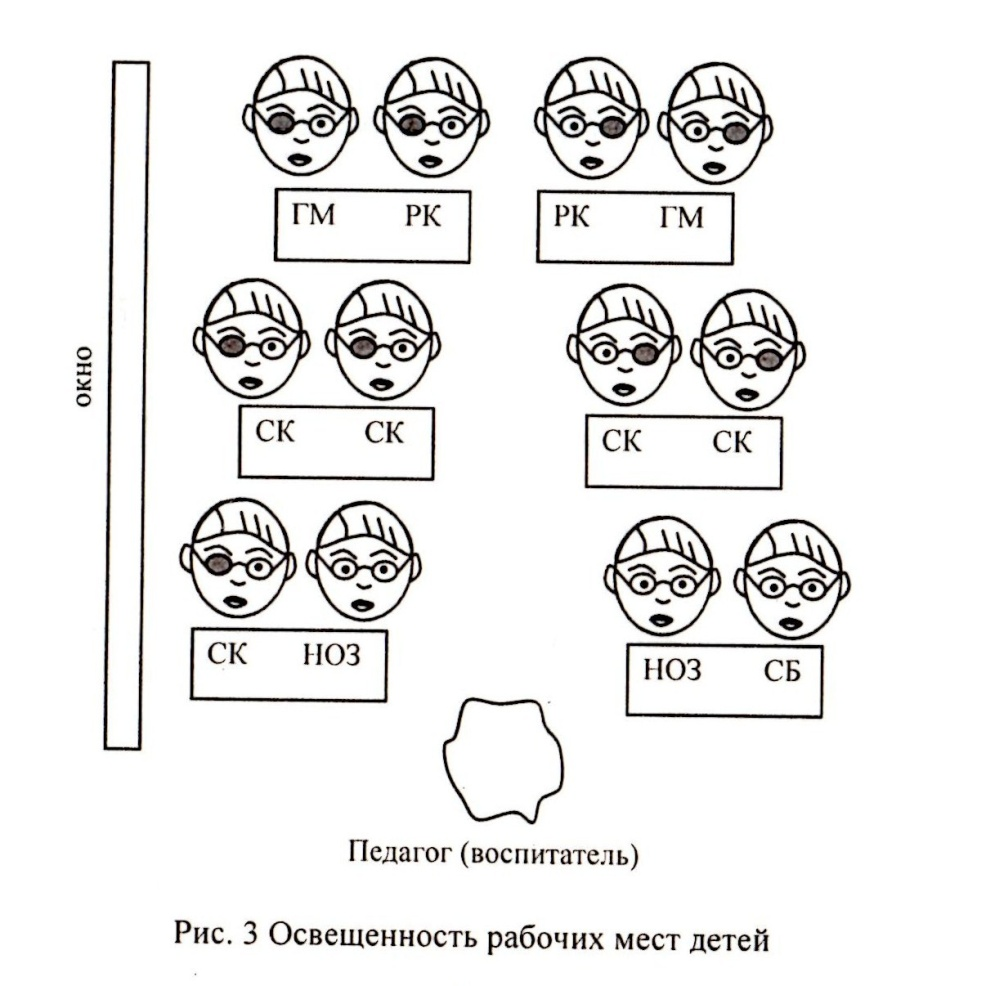 ГМ РК РК ГМ
окно
СК СК СК СК
СК НОЗ НОЗ СБ
Педагог (воспитатель)
Рис. 3 Освещенность рабочих мест детей